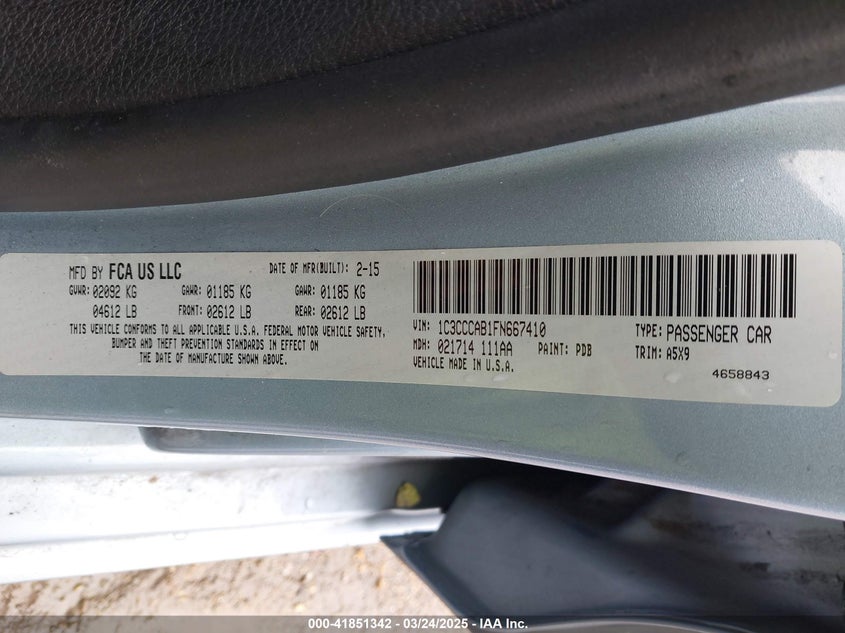 MFD BY FCA US LLC DATE OF MFR(BUILT): 2-15
GVWR: 02092 KG GAWR: 01185 KG GAWR: 01185 KG
04612 LB FRONT: 02612 LB REAR: 02612 LB
THIS VEHICLE CONFORMS TO ALL APPLICABLE U.S.A. FEDERAL MOTOR VEHICLE SAFETY,
BUMPER AND THEFT PREVENTION STANDARDS IN EFFECT ON
THE DATE OF MANUFACTURE SHOWN ABOVE.
VIN: 1C3CCCAB1FN667410 TYPE: PASSENGER CAR
MDH: 021714 111AA PAINT: PDB TRIM: A5X9
VEHICLE MADE IN U.S.A.
4658843
000-41851342 - 03/24/2025 - IAA Inc.